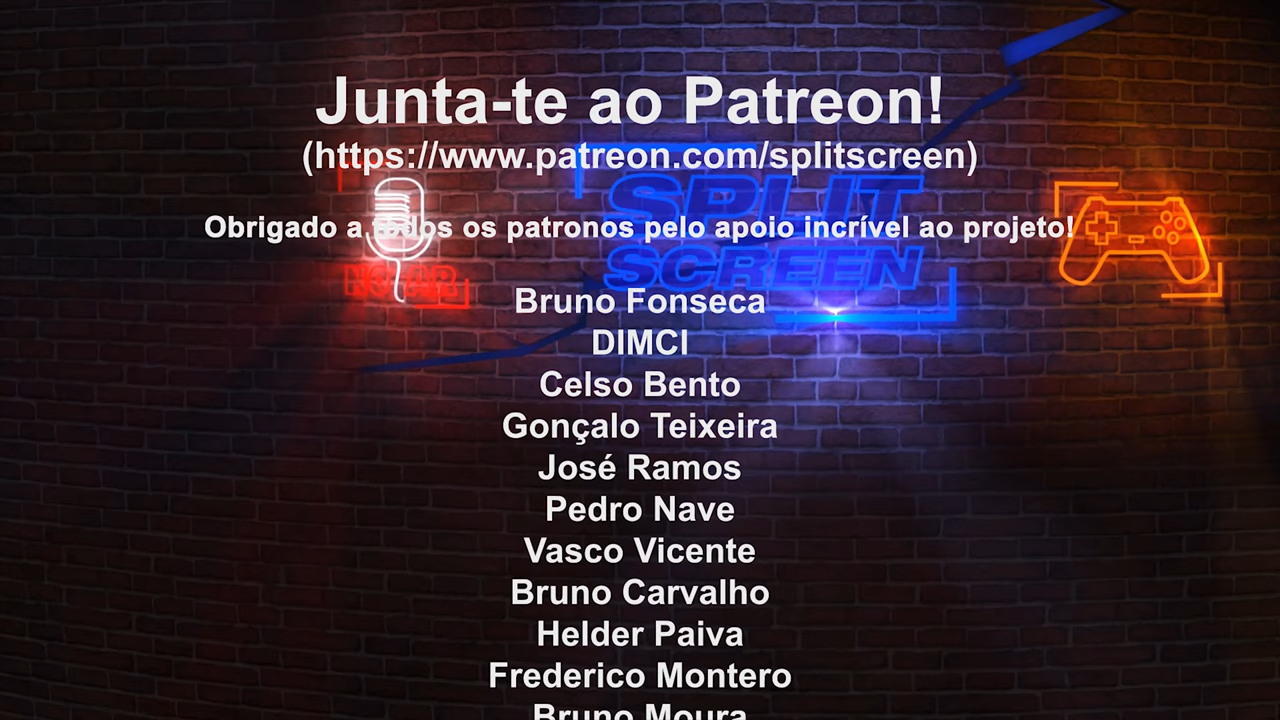 Junta-te ao Patreon!
(https://www.patreon.com/splitscreen)
SPLIT
Obrigado a todos os patronos pelo apoio incrível ao projeto!
SCREEN
Bruno Fonseca
DIMCI
Celso Bento
Gonçalo Teixeira
José Ramos
Pedro Nave
Vasco Vicente
Bruno Carvalho
Helder Paiva
Frederico Montero
Bruno Moura